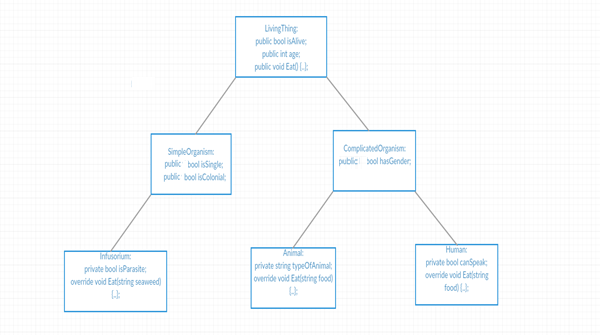 LivingThing:
public bool isAlive;
public int age;
public void Eat() {..};
SimpleOrganism:
public bool isSingle;
public bool isColonial;
ComplicatedOrganism:
public bool hasGender;
Infusorium:
private bool isParasite;
override void Eat(string seaweed)
{..};
Animal:
private string typeOfAnimal;
override void Eat(string food)
{..};
Human:
private bool canSpeak;
override void Eat(string
food) {..};